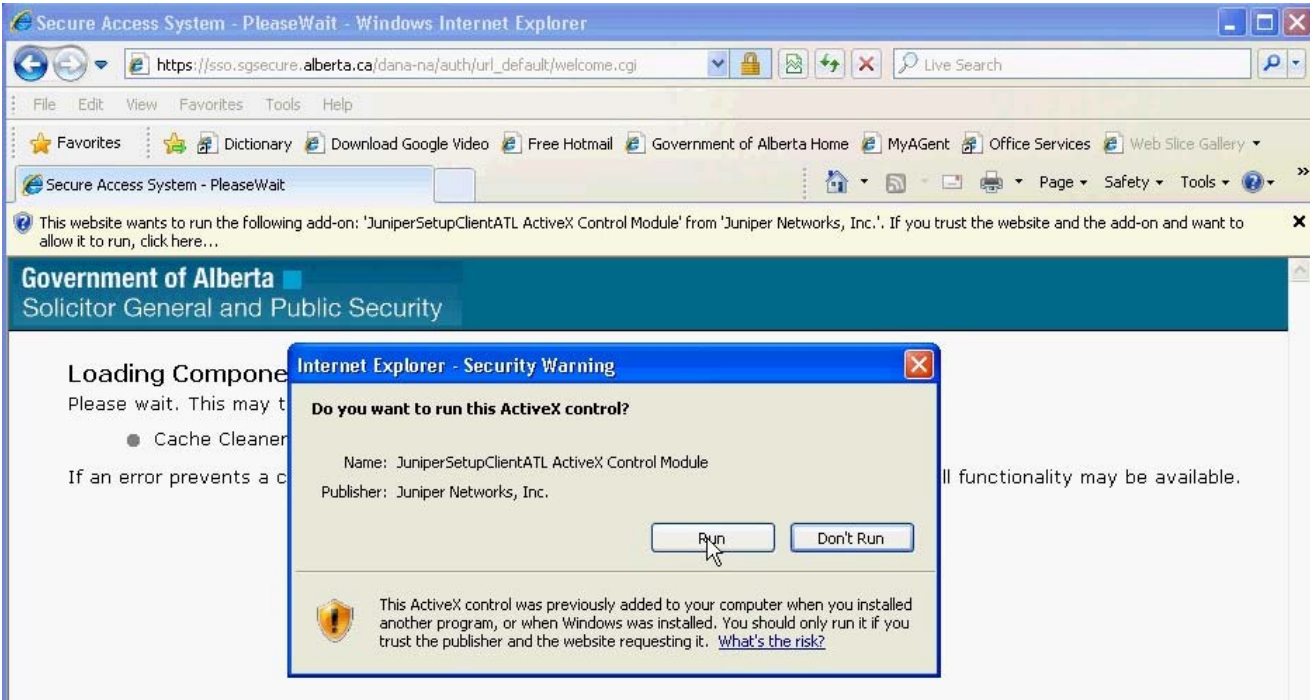 Secure Access System - PleaseWait - Windows Internet Explorer
https://sso.sgsecure.alberta.ca/dana-na/auth/url_default/welcome.cgi
Live Search
File Edit View Favorites Tools Help
Favorites Dictionary Download Google Video Free Hotmail Government of Alberta Home MyAGent Office Services Web Slice Gallery
Secure Access System - PleaseWait Page Safety Tools »
This website wants to run the following add-on: 'JuniperSetupClientATL ActiveX Control Module' from 'Juniper Networks, Inc.'. If you trust the website and the add-on and want to
allow it to run, click here...
Government of Alberta
Solicitor General and Public Security
Loading Compone
Please wait. This may t
Cache Cleaner
If an error prevents a c
ll functionality may be available.
Internet Explorer - Security Warning
Do you want to run this ActiveX control?
Name: JuniperSetupClientATL ActiveX Control Module
Publisher: Juniper Networks, Inc.
Run Don't Run
This ActiveX control was previously added to your computer when you installed
another program, or when Windows was installed. You should only run it if you
trust the publisher and the website requesting it. What's the risk?